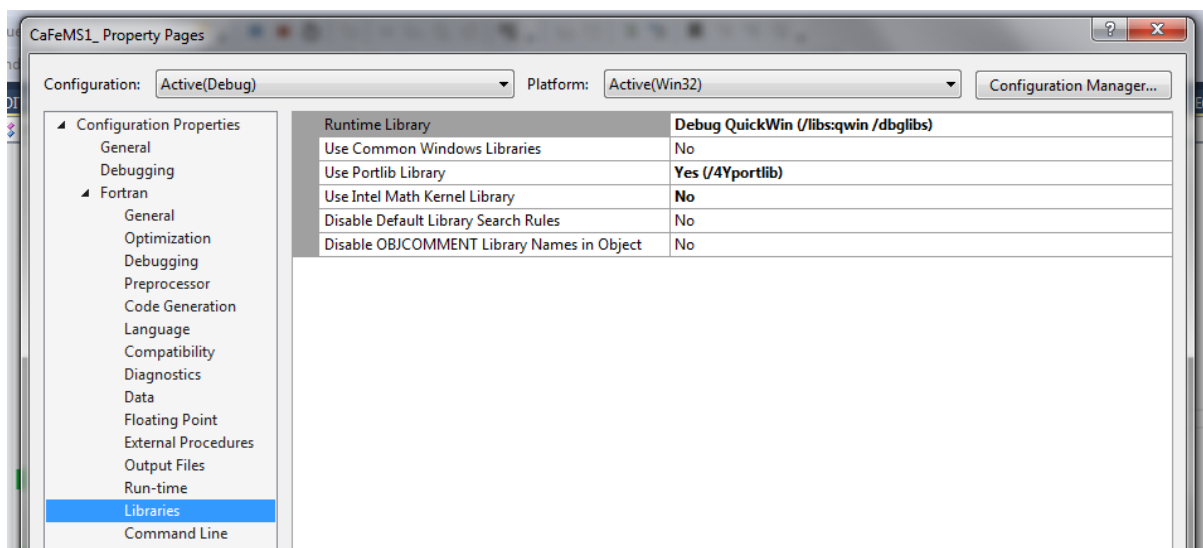 CaFeMS1_ Property Pages
Configuration: Active(Debug) Platform: Active(Win32) Configuration Manager...
Configuration Properties
General
Debugging
Fortran
General
Optimization
Debugging
Preprocessor
Code Generation
Language
Compatibility
Diagnostics
Data
Floating Point
External Procedures
Output Files
Run-time
Libraries
Command Line
Runtime Library Debug QuickWin (/libs:qwin /dbglibs)
Use Common Windows Libraries No
Use Portlib Library Yes (/4Yportlib)
Use Intel Math Kernel Library No
Disable Default Library Search Rules No
Disable OBJCOMMENT Library Names in Object No